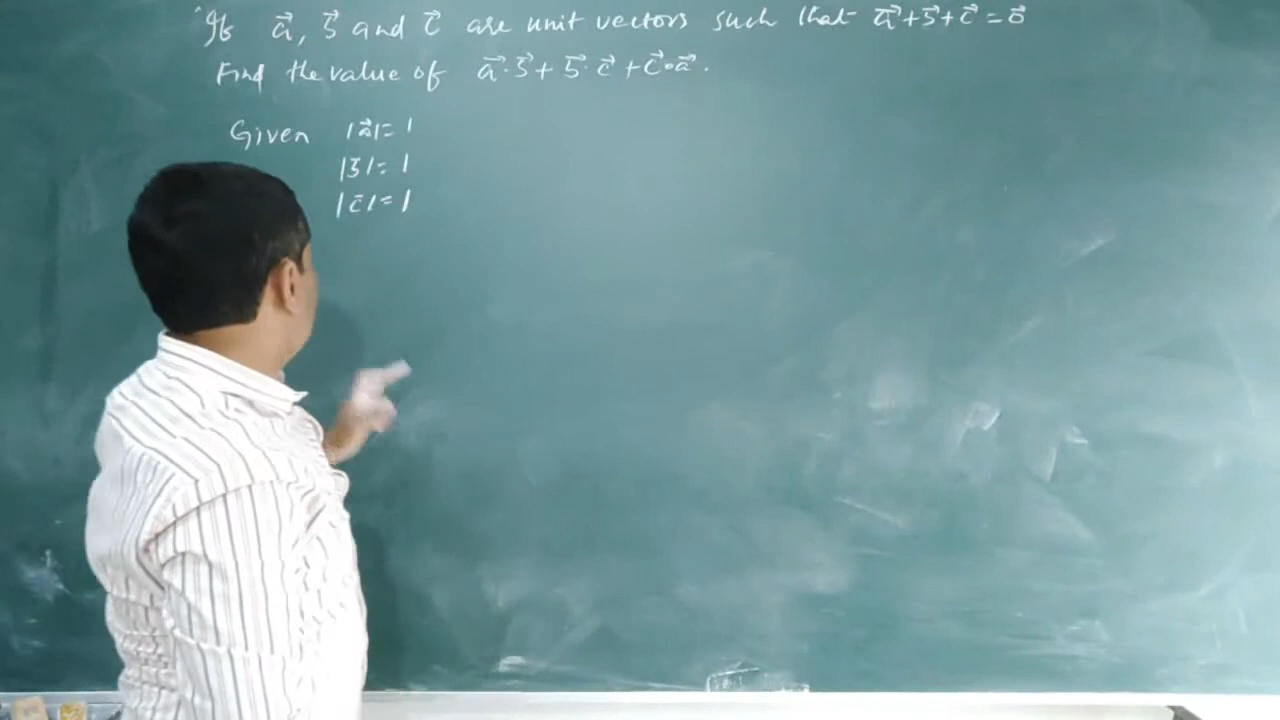 If a⃗, b⃗ and c⃗ are unit vectors such that a⃗+b⃗+c⃗=0⃗
Find the value of a⃗·b⃗+b⃗·c⃗+c⃗·a⃗.
Given |a⃗|=1
|b⃗|=1
|c⃗|=1